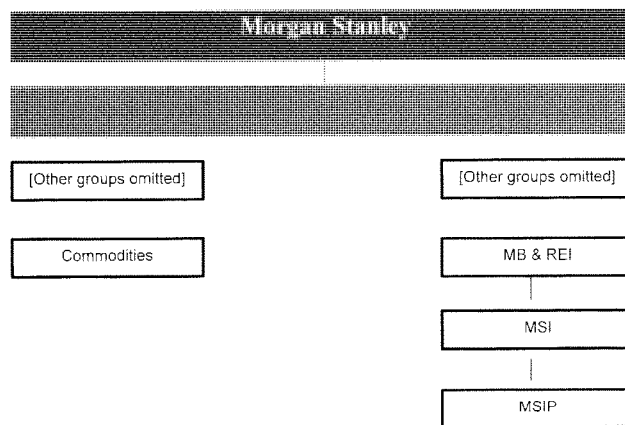 Morgan Stanley
[Other groups omitted]
[Other groups omitted]
Commodities
MB & REI
MSI
MSIP